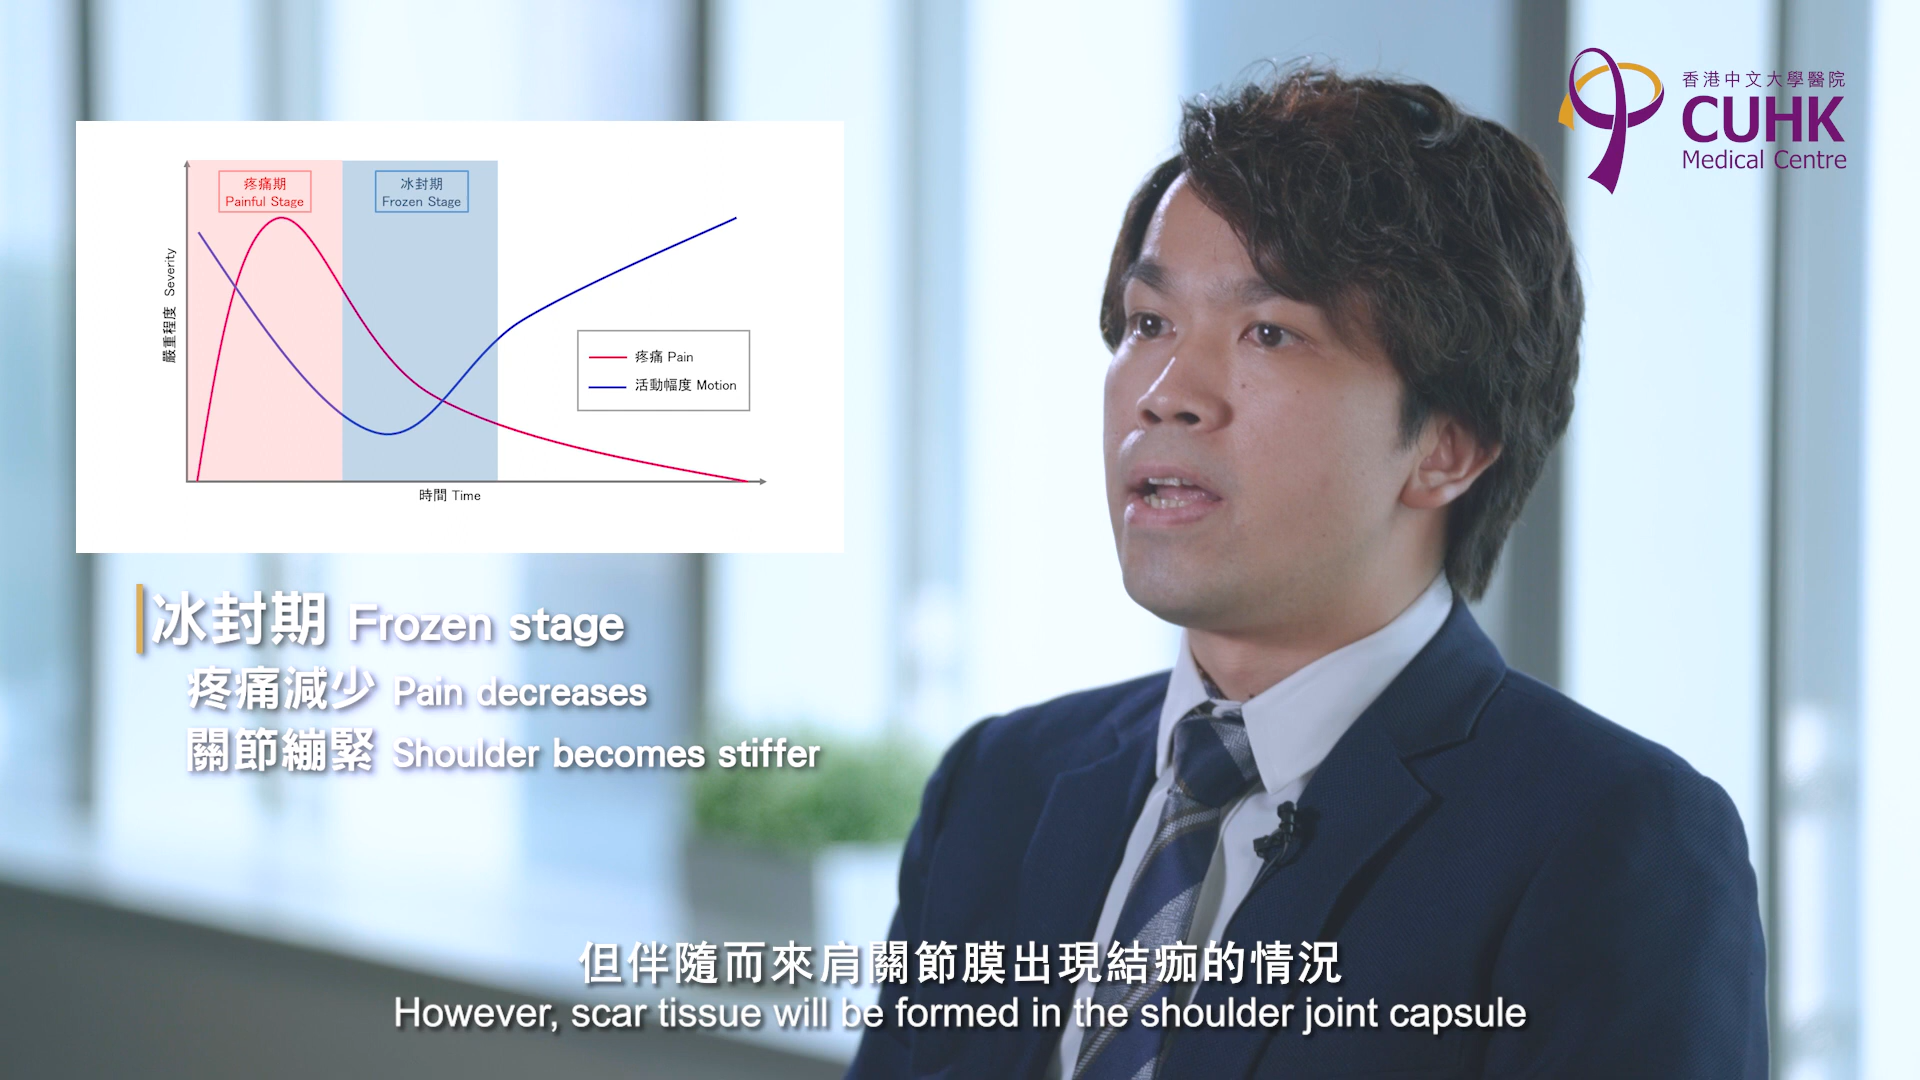 香港中文大學醫院
CUHK
Medical Centre
疼痛期
Painful Stage
冰封期
Frozen Stage
嚴重程度 Severity
疼痛 Pain
活動幅度 Motion
時間 Time
冰封期 Frozen stage
疼痛減少 Pain decreases
關節繃緊 Shoulder becomes stiffer
但伴隨而來肩關節膜出現結痂的情況
However, scar tissue will be formed in the shoulder joint capsule